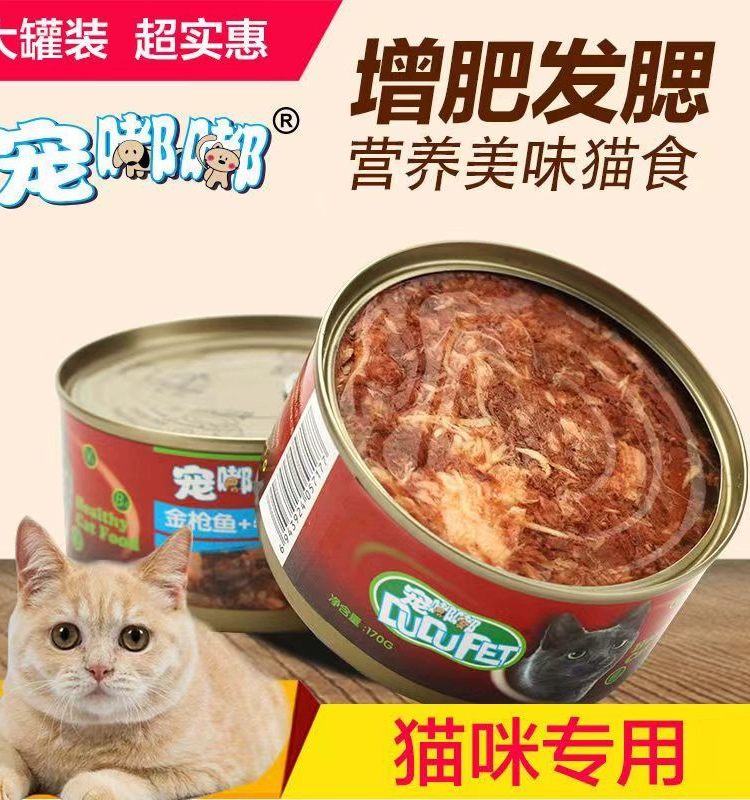 大罐装 超实惠
宠嘟嘟®
增肥发腮
营养美味猫食
宠嘟
金枪鱼+
Healthy
Cat Food
A
B
6943924057171
净含量:170G
宠嘟嘟
DUDUPET
猫咪专用